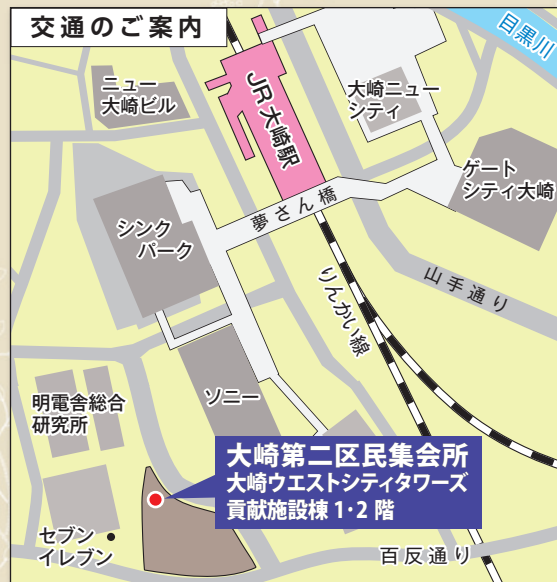 交通のご案内
目黒川
ニュー
大崎ビル
JR大崎駅
大崎ニュー
シティ
ゲート
シティ大崎
夢さん橋
シンク
パーク
山手通り
りんかい線
ソニー
明電舎総合
研究所
大崎第二区民集会所
大崎ウエストシティタワーズ
貢献施設棟1・2階
セブン
イレブン
百反通り